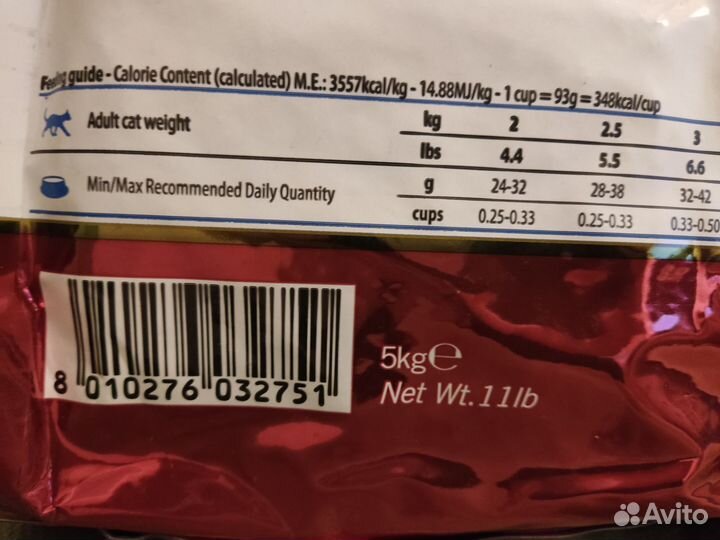 Feeding guide - Calorie Content (calculated) M.E.: 3557kcal/kg - 14.88MJ/kg - 1 cup = 93g = 348kcal/cup
Adult cat weight kg 2 2.5 3
lbs 4.4 5.5 6.6
Min/Max Recommended Daily Quantity g 24-32 28-38 32-42
cups 0.25-0.33 0.25-0.33 0.33-0.50
8 010276 032751
5kg℮
Net Wt. 11lb
Avito